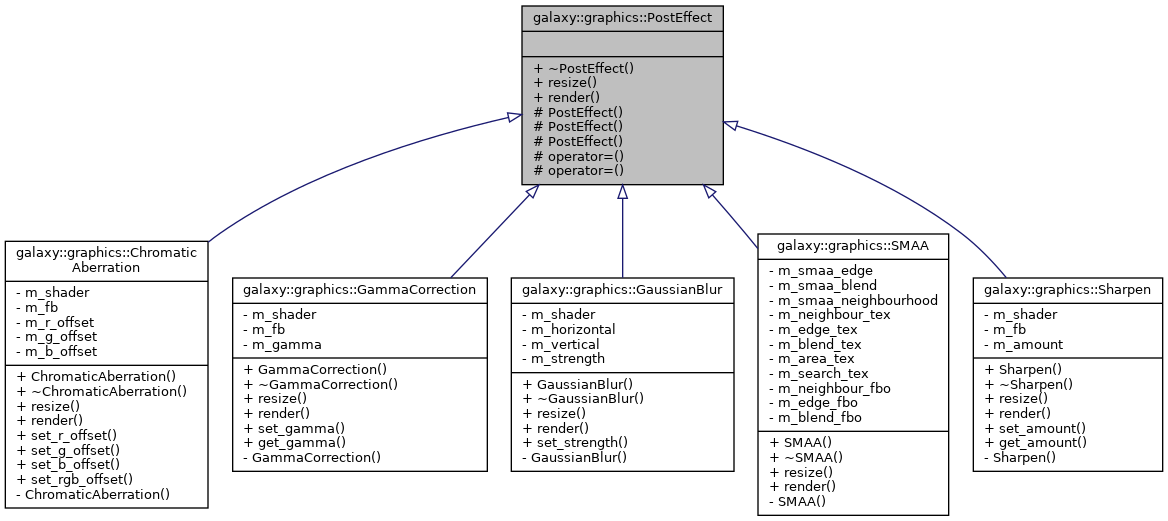 galaxy::graphics::PostEffect
+ ~PostEffect()
+ resize()
+ render()
# PostEffect()
# PostEffect()
# PostEffect()
# operator=()
# operator=()
galaxy::graphics::Chromatic
Aberration
- m_shader
- m_fb
- m_r_offset
- m_g_offset
- m_b_offset
+ ChromaticAberration()
+ ~ChromaticAberration()
+ resize()
+ render()
+ set_r_offset()
+ set_g_offset()
+ set_b_offset()
+ set_rgb_offset()
- ChromaticAberration()
galaxy::graphics::GammaCorrection
- m_shader
- m_fb
- m_gamma
+ GammaCorrection()
+ ~GammaCorrection()
+ resize()
+ render()
+ set_gamma()
+ get_gamma()
- GammaCorrection()
galaxy::graphics::GaussianBlur
- m_shader
- m_horizontal
- m_vertical
- m_strength
+ GaussianBlur()
+ ~GaussianBlur()
+ resize()
+ render()
+ set_strength()
- GaussianBlur()
galaxy::graphics::SMAA
- m_smaa_edge
- m_smaa_blend
- m_smaa_neighbourhood
- m_neighbour_tex
- m_edge_tex
- m_blend_tex
- m_area_tex
- m_search_tex
- m_neighbour_fbo
- m_edge_fbo
- m_blend_fbo
+ SMAA()
+ ~SMAA()
+ resize()
+ render()
- SMAA()
galaxy::graphics::Sharpen
- m_shader
- m_fb
- m_amount
+ Sharpen()
+ ~Sharpen()
+ resize()
+ render()
+ set_amount()
+ get_amount()
- Sharpen()